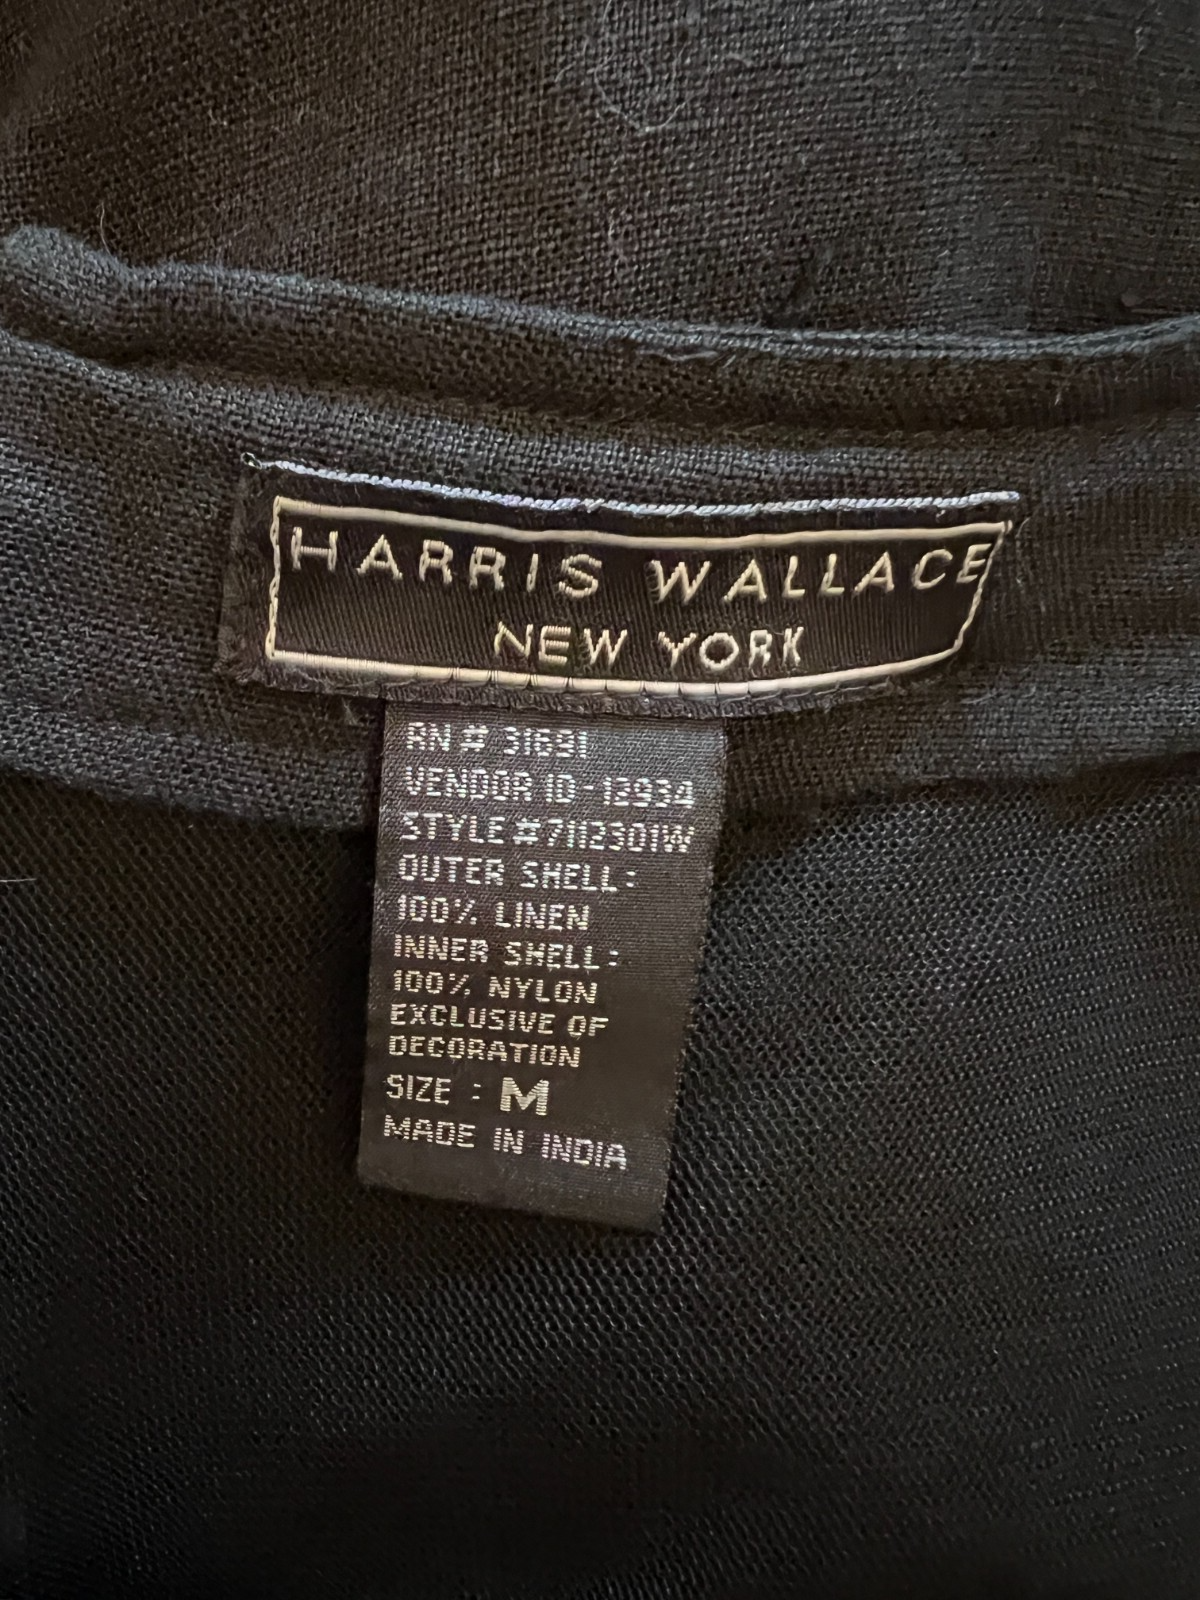 HARRIS WALLACE
NEW YORK
RN # 31691
VENDOR ID - 12934
STYLE # 7112301W
OUTER SHELL :
100% LINEN
INNER SHELL :
100% NYLON
EXCLUSIVE OF
DECORATION
SIZE : M
MADE IN INDIA